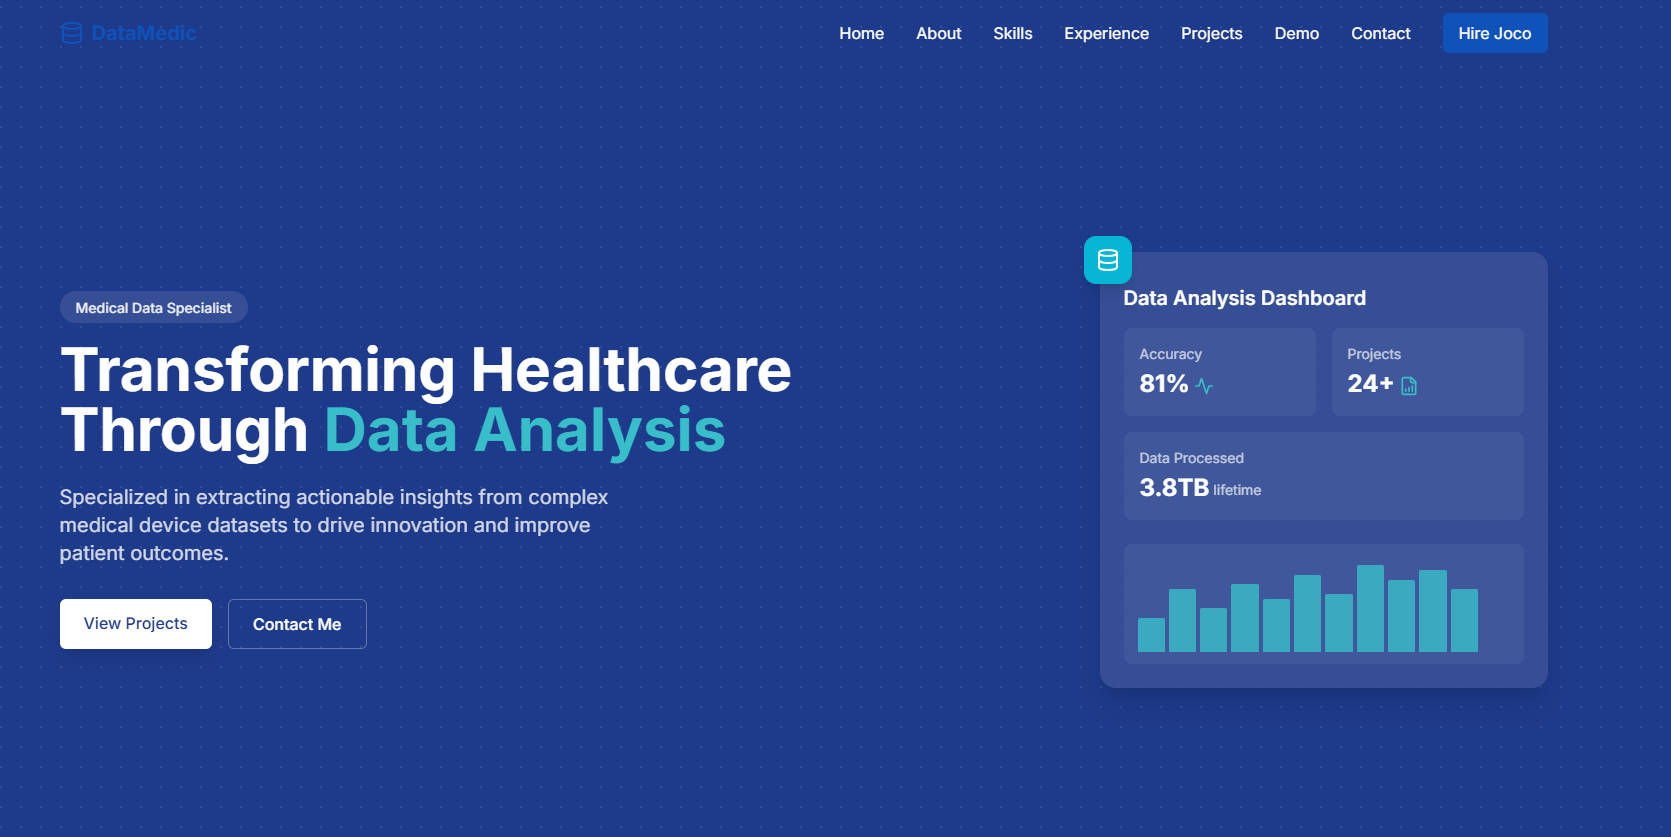 DataMedic
Home
About
Skills
Experience
Projects
Demo
Contact
Hire Joco
Medical Data Specialist
Transforming Healthcare
Through Data Analysis
Specialized in extracting actionable insights from complex
medical device datasets to drive innovation and improve
patient outcomes.
View Projects
Contact Me
Data Analysis Dashboard
Accuracy
81%
Projects
24+
Data Processed
3.8TB lifetime